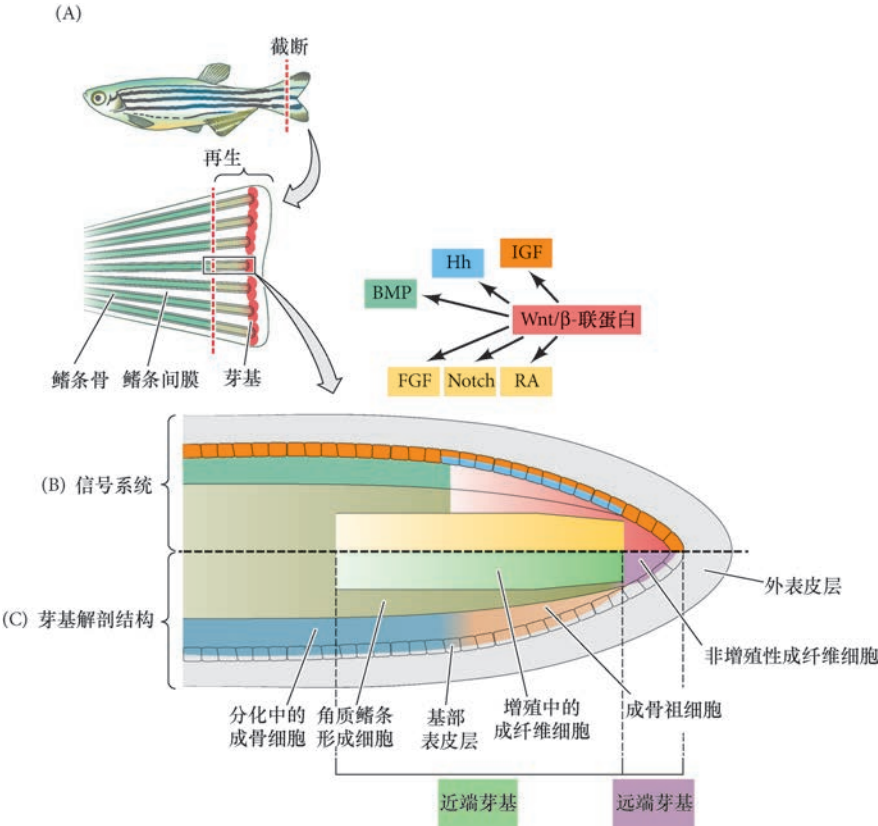 (A)
截断
再生
鳍条骨
鳍条间膜
芽基
IGF
Hh
BMP
Wnt/β-联蛋白
FGF
Notch
RA
(B) 信号系统
(C) 芽基解剖结构
外表皮层
非增殖性成纤维细胞
成骨祖细胞
增殖中的
成纤维细胞
基部
表皮层
角质鳍条
形成细胞
分化中的
成骨细胞
近端芽基
远端芽基